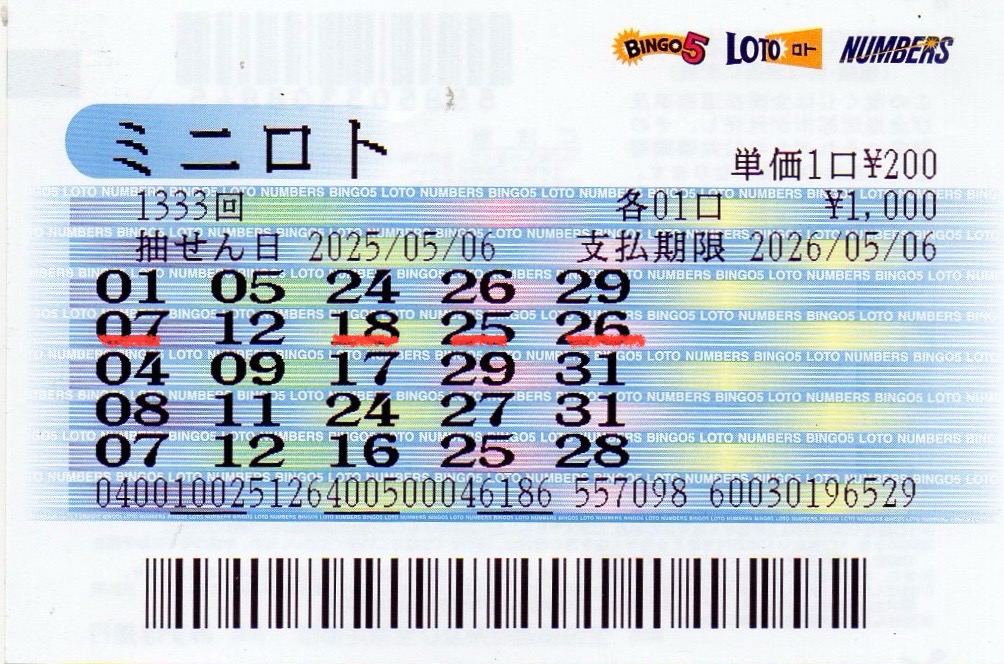 BINGO5 LOTO ロト NUMBERS
ミニロト
単価1口¥200
1333回 各01口 ¥1,000
抽せん日 2025/05/06 支払期限 2026/05/06
01 05 24 26 29
07 12 18 25 26
04 09 17 29 31
08 11 24 27 31
07 12 16 25 28
040010025126400500046186 557098 60030196529